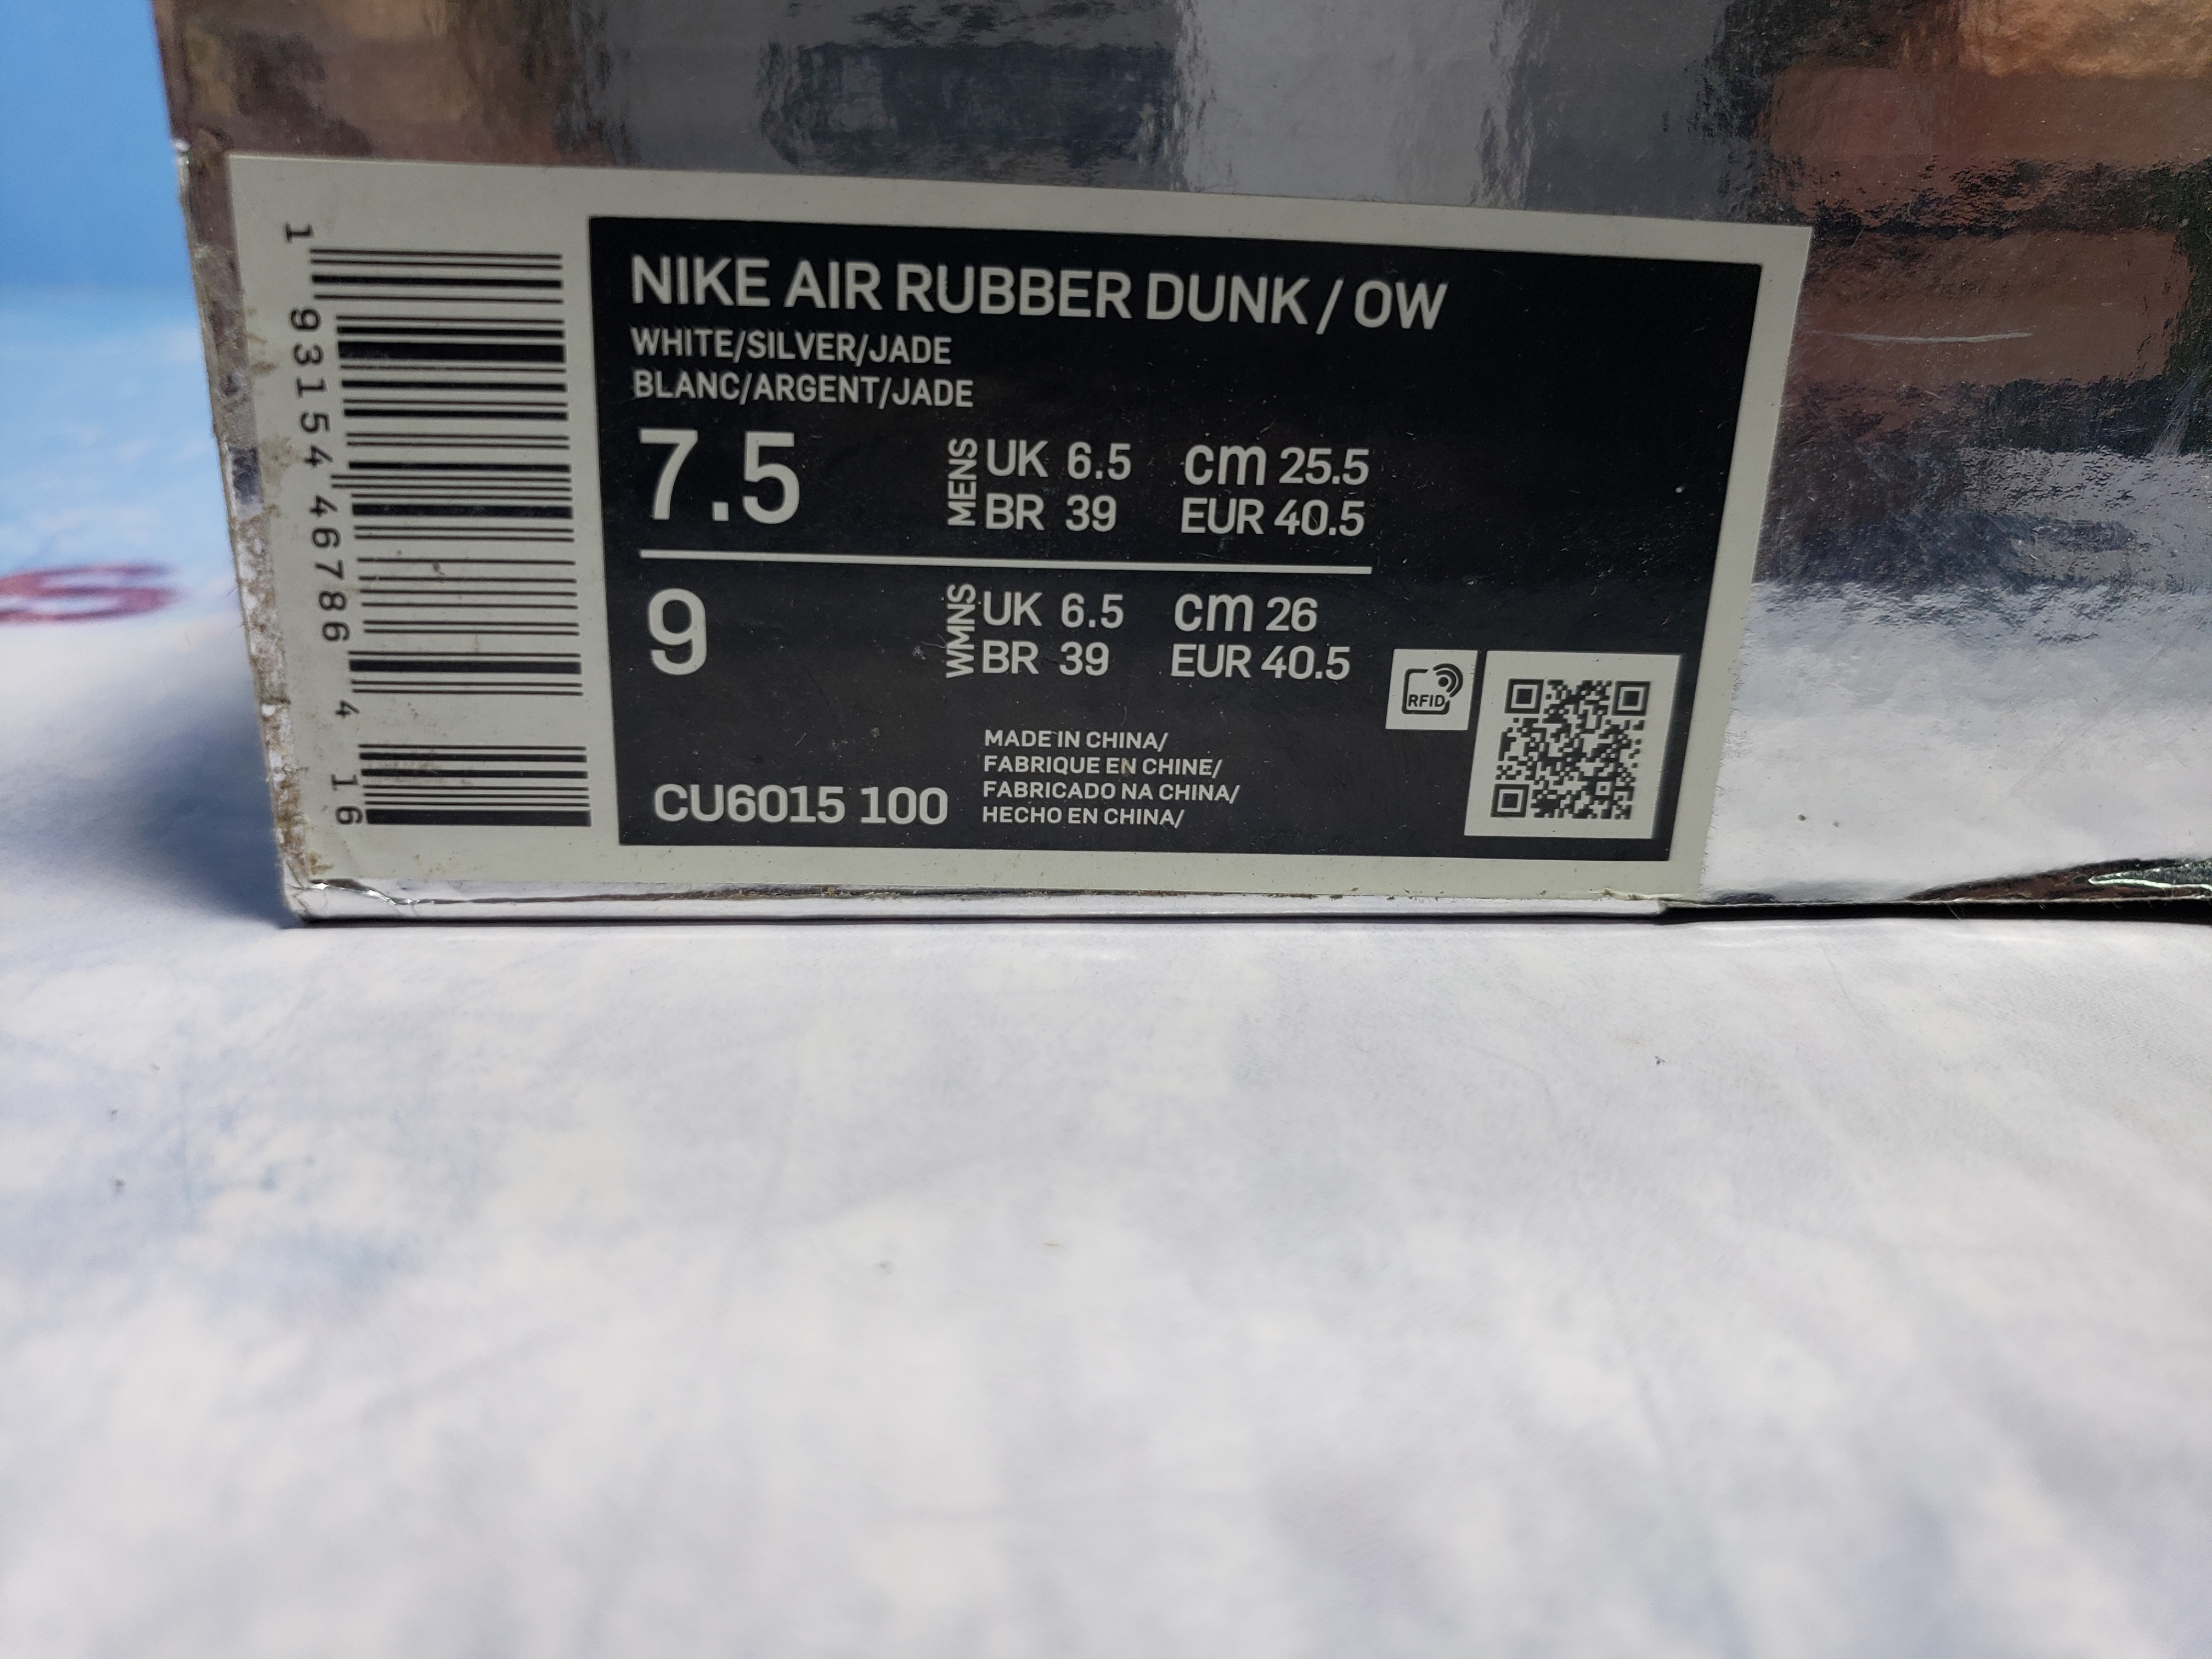 NIKE AIR RUBBER DUNK / OW
WHITE/SILVER/JADE
BLANC/ARGENT/JADE
7.5
MENS
UK 6.5 cm 25.5
BR 39 EUR 40.5
9
WMNS
UK 6.5 cm 26
BR 39 EUR 40.5
RFID
CU6015 100
MADE IN CHINA/
FABRIQUE EN CHINE/
FABRICADO NA CHINA/
HECHO EN CHINA/
1 93154 46786 4 16
S